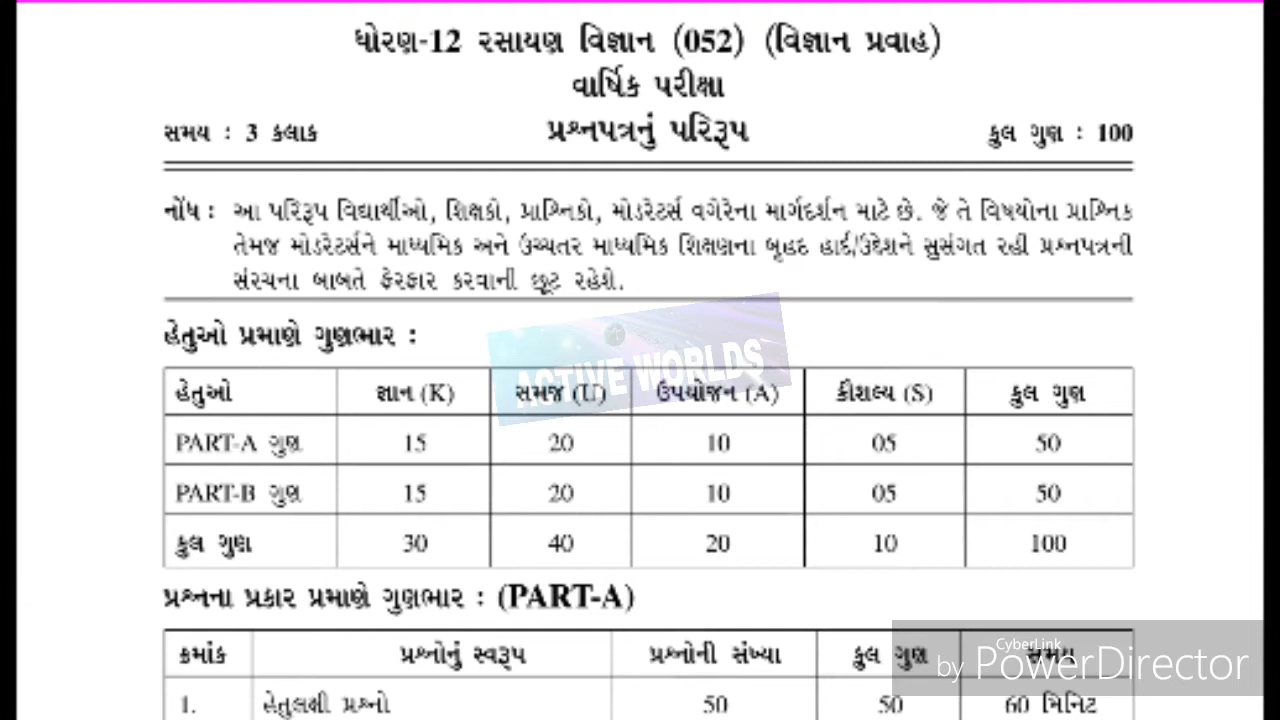 ધોરણ-12 રસાયણ વિજ્ઞાન (052) (વિજ્ઞાન પ્રવાહ)
વાર્ષિક પરીક્ષા
સમય : 3 કલાક પ્રશ્નપત્રનું પરિરૂપ કુલ ગુણ : 100
નોંધ : આ પરિરૂપ વિદ્યાર્થીઓ, શિક્ષકો, પ્રાશ્નિકો, મોડરેટર્સ વગેરેના માર્ગદર્શન માટે છે. જે તે વિષયોના પ્રાશ્નિક
તેમજ મોડરેટર્સને માધ્યમિક અને ઉચ્ચતર માધ્યમિક શિક્ષણના બૃહદ હાર્દ/ઉદ્દેશને સુસંગત રહી પ્રશ્નપત્રની
સંરચના બાબતે ફેરફાર કરવાની છૂટ રહેશે.
હેતુઓ પ્રમાણે ગુણભાર :
ACTIVE WORLDS
હેતુઓ જ્ઞાન (K) સમજ (U) ઉપયોજન (A) કૌશલ્ય (S) કુલ ગુણ
PART-A ગુણ 15 20 10 05 50
PART-B ગુણ 15 20 10 05 50
કુલ ગુણ 30 40 20 10 100
પ્રશ્નના પ્રકાર પ્રમાણે ગુણભાર : (PART-A)
ક્રમાંક પ્રશ્નોનું સ્વરૂપ પ્રશ્નોની સંખ્યા કુલ ગુણ સમય
1. હેતુલક્ષી પ્રશ્નો 50 50 60 મિનિટ
CyberLink
by PowerDirector